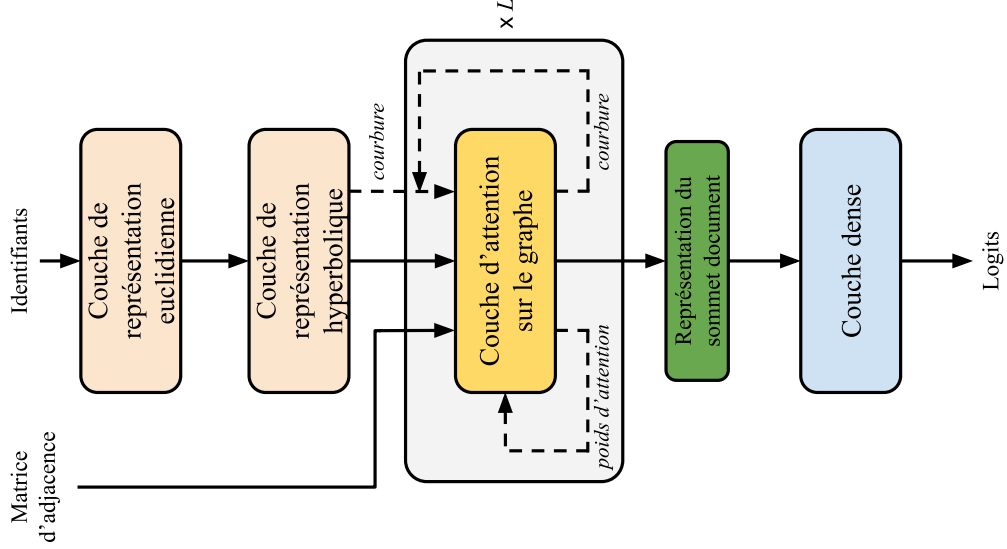 Identifiants
Matrice
d’adjacence
Couche de
représentation
euclidienne
Couche de
représentation
hyperbolique
courbure
x L
Couche d’attention
sur le graphe
courbure
poids d’attention
Représentation du
sommet document
Couche dense
Logits